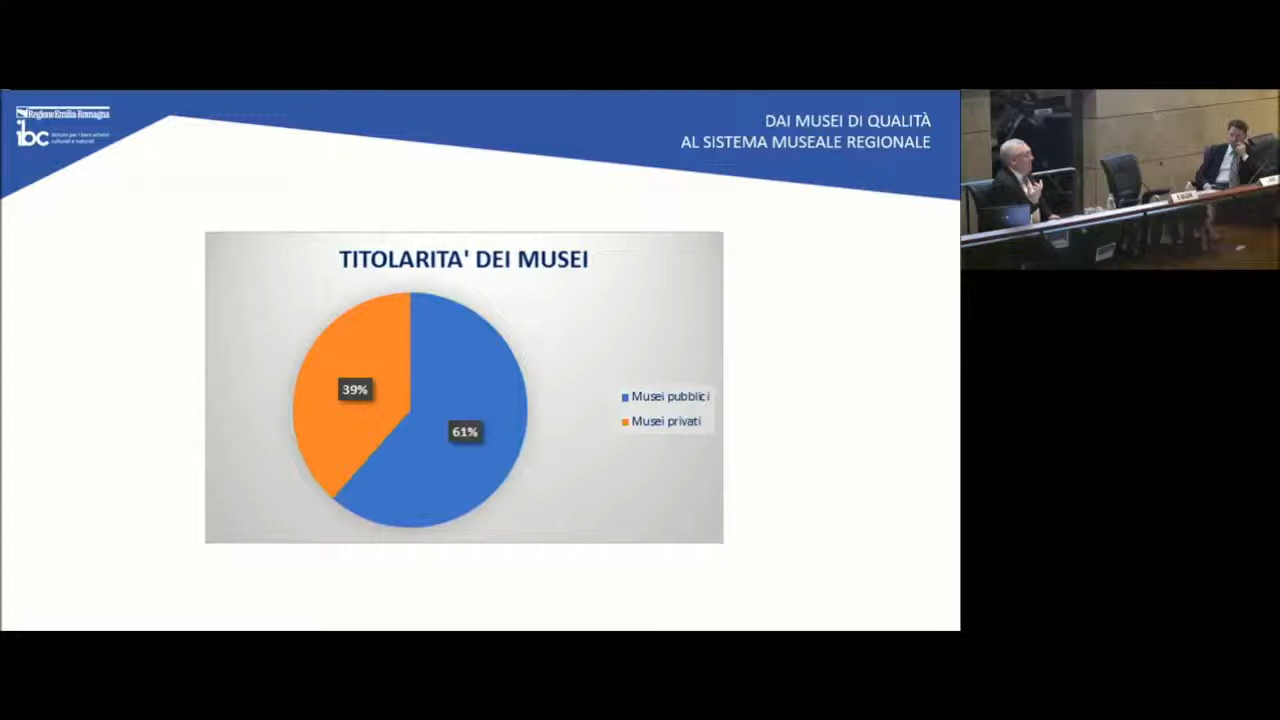 Regione Emilia-Romagna
ibc
DAI MUSEI DI QUALITÀ
AL SISTEMA MUSEALE REGIONALE
TITOLARITA' DEI MUSEI
39%
61%
Musei pubblici
Musei privati